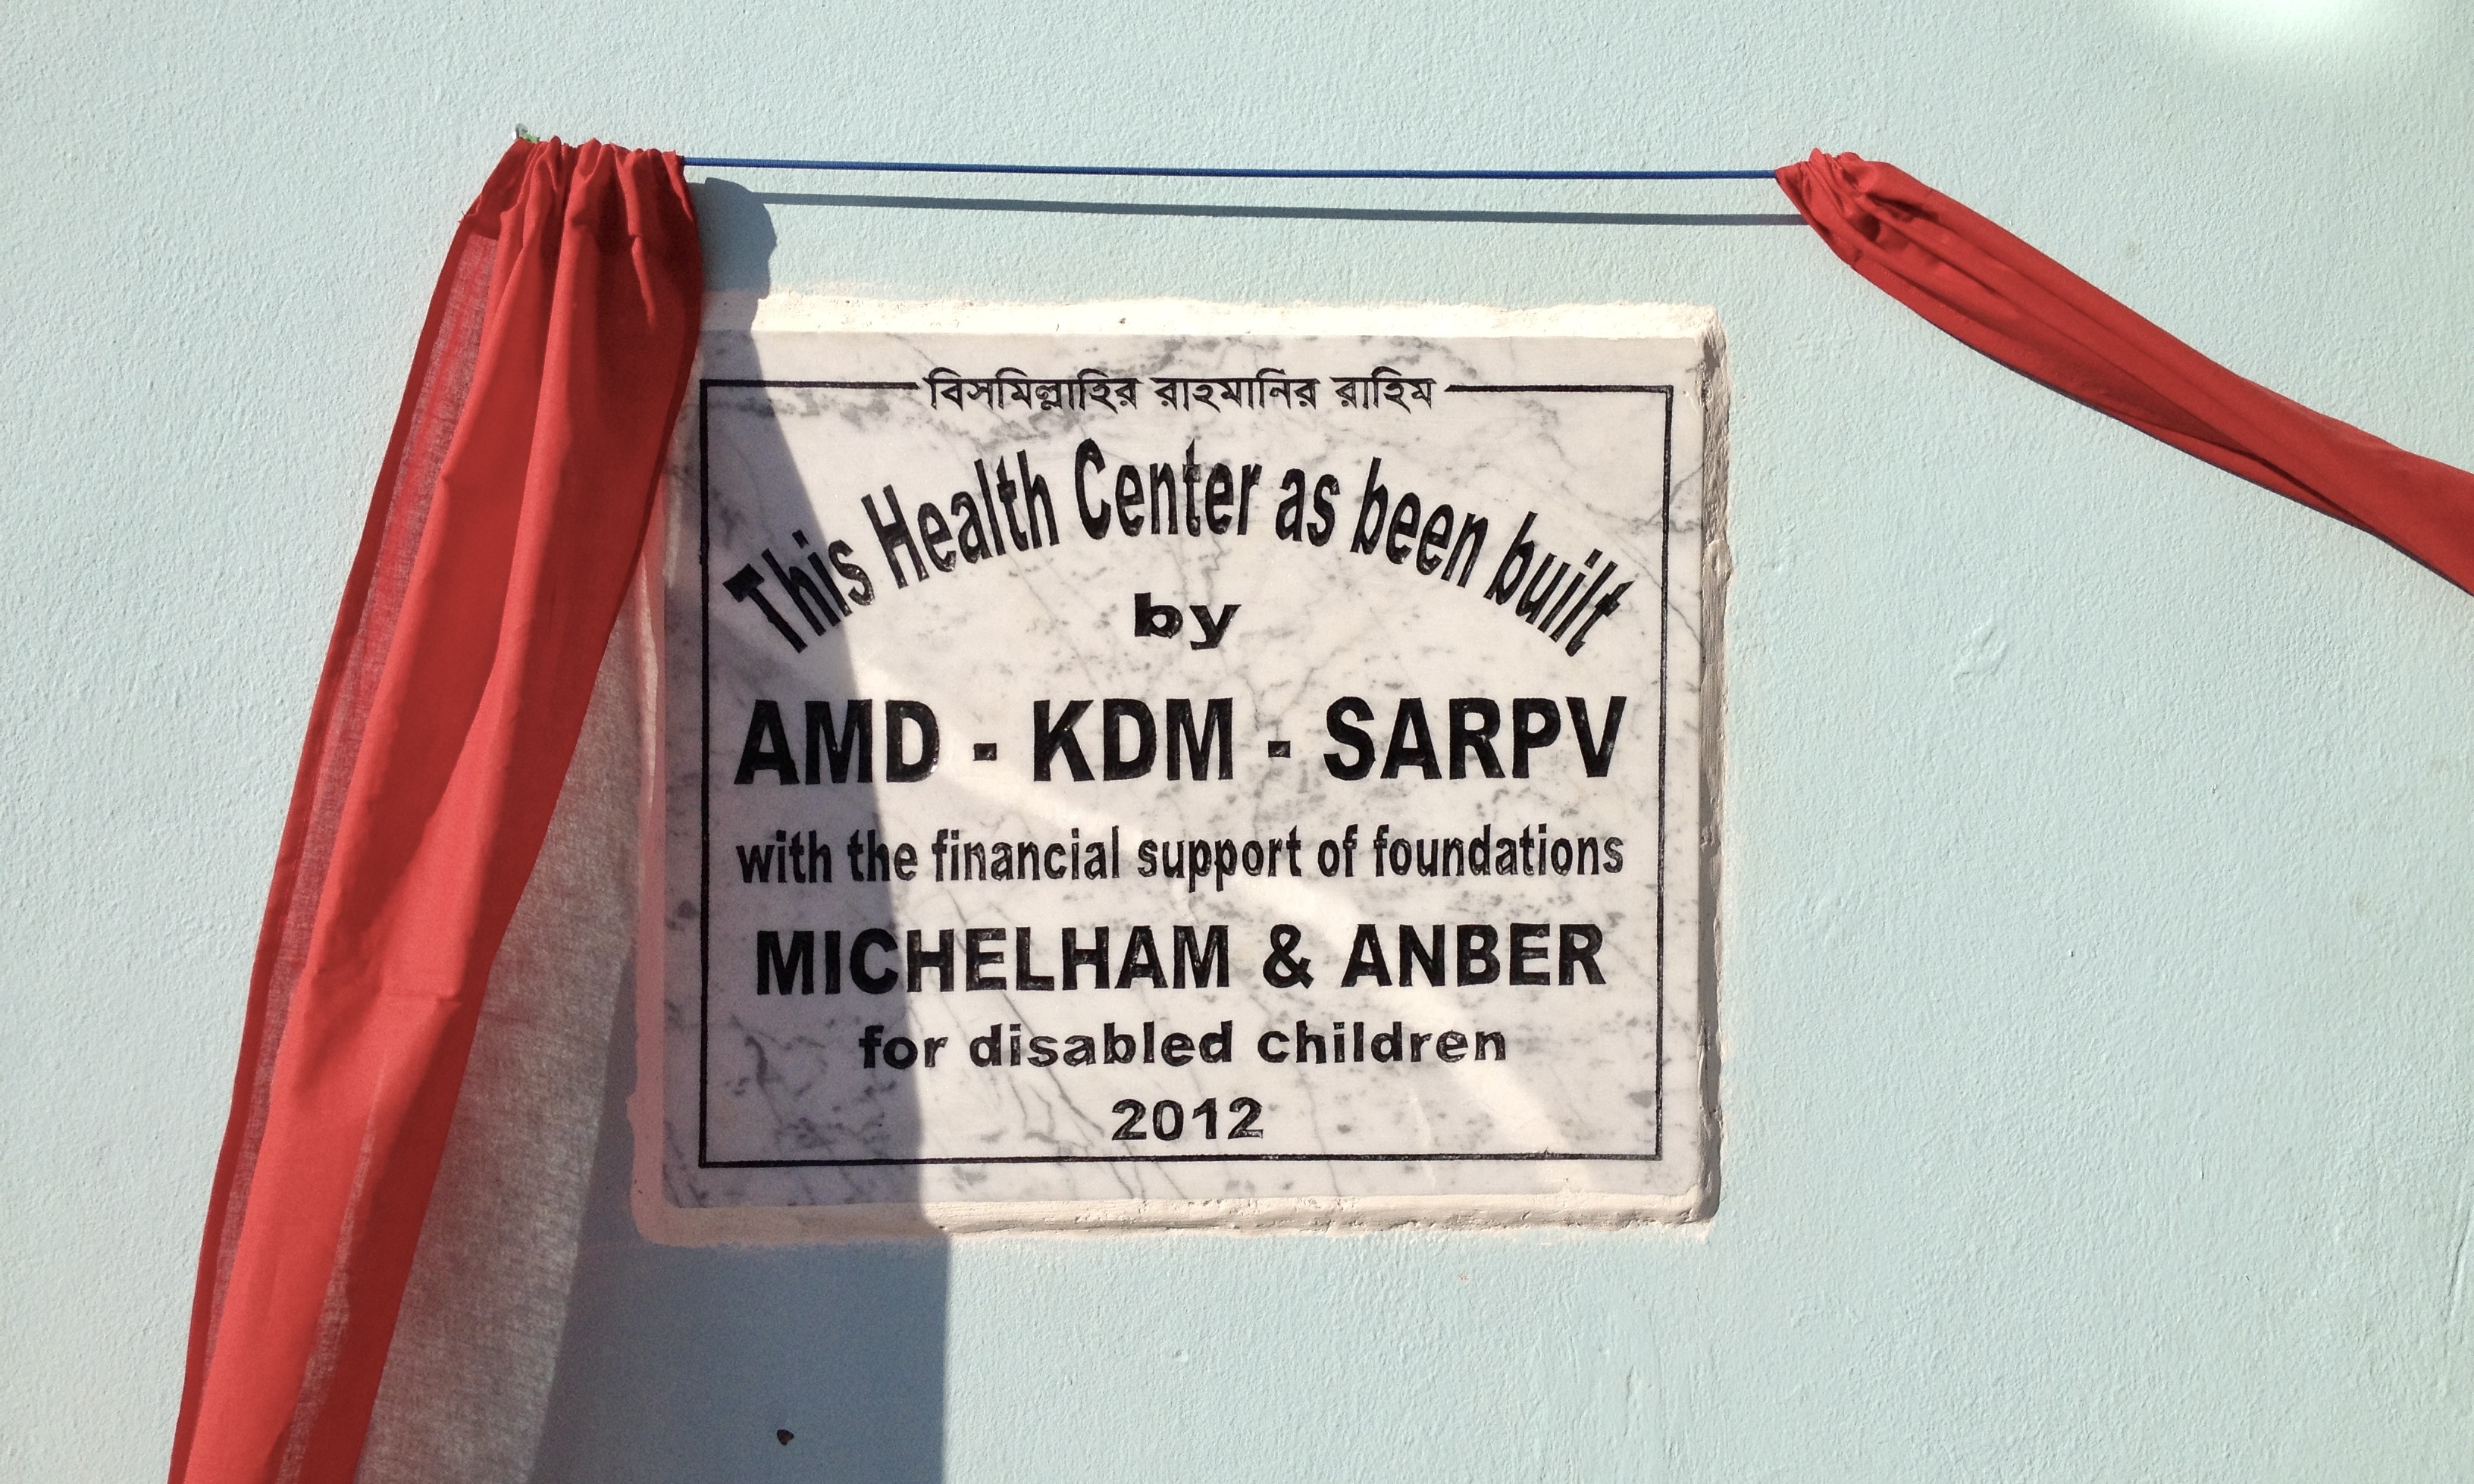 বিসমিল্লাহির রাহমানির রাহিম
This Health Center as been built
by
AMD - KDM - SARPV
with the financial support of foundations
MICHELHAM & ANBER
for disabled children
2012